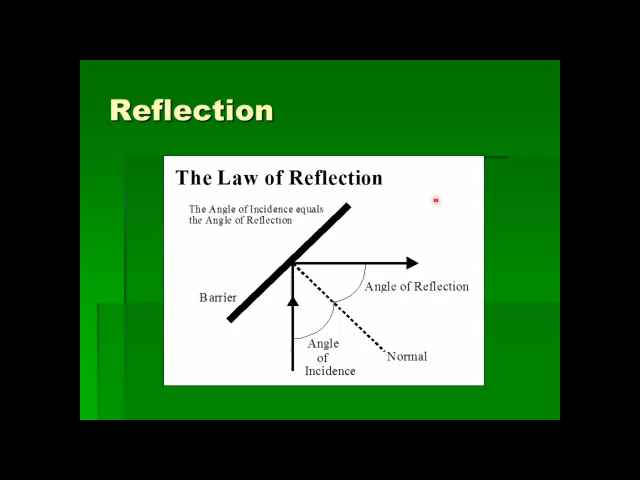 Reflection
The Law of Reflection
The Angle of Incidence equals
the Angle of Reflection
Angle of Reflection
Barrier
Angle
of
Incidence
Normal